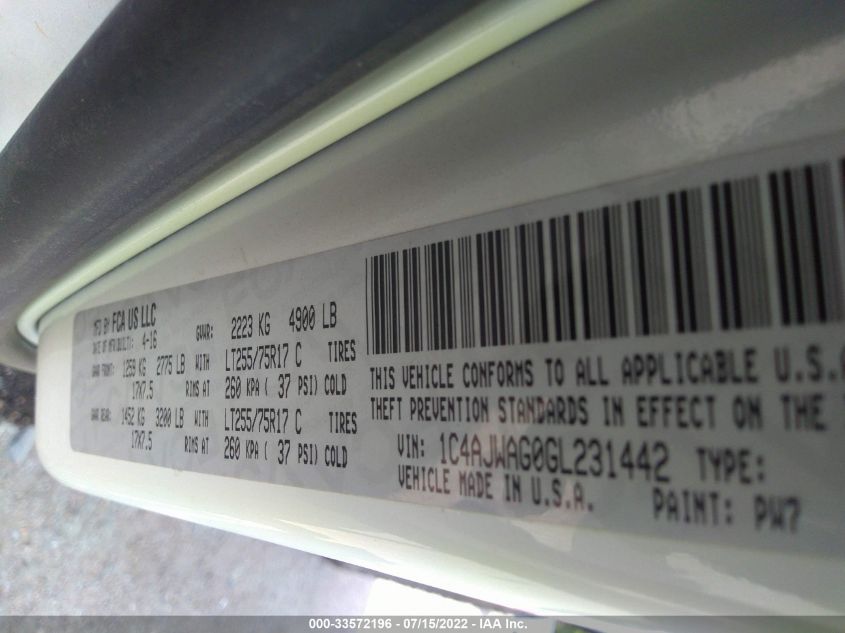 MFD BY FCA US LLC
DATE OF MFR/BUILT: 4-16 GVWR: 2223 KG 4900 LB
GAWR FRONT: 1259 KG 2775 LB WITH LT255/75R17 C TIRES
17X7.5 RIMS AT 260 KPA ( 37 PSI) COLD
GAWR REAR: 1452 KG 3200 LB WITH LT255/75R17 C TIRES
17X7.5 RIMS AT 260 KPA ( 37 PSI) COLD
THIS VEHICLE CONFORMS TO ALL APPLICABLE U.S.A
THEFT PREVENTION STANDARDS IN EFFECT ON THE
VIN: 1C4AJWAG0GL231442 TYPE:
VEHICLE MADE IN U.S.A. PAINT: PW7
000-33572196 - 07/15/2022 - IAA Inc.